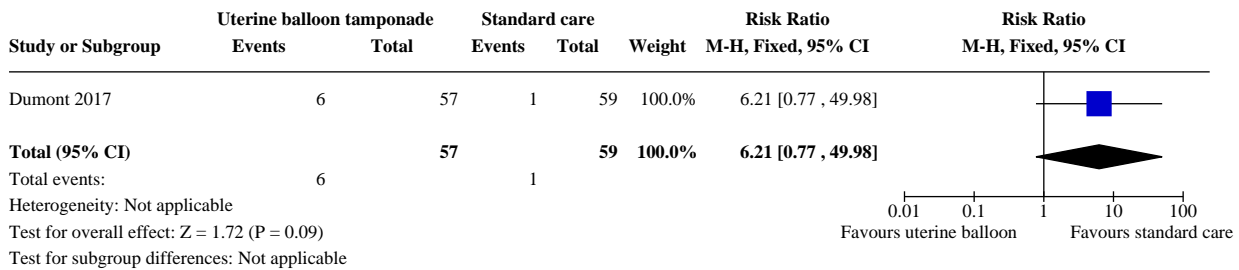 Uterine balloon tamponade Standard care Risk Ratio Risk Ratio
Study or Subgroup Events Total Events Total Weight M-H, Fixed, 95% CI M-H, Fixed, 95% CI
Dumont 2017 6 57 1 59 100.0% 6.21 [0.77 , 49.98]
Total (95% CI) 57 59 100.0% 6.21 [0.77 , 49.98]
Total events: 6 1
Heterogeneity: Not applicable 0.01 0.1 1 10 100
Test for overall effect: Z = 1.72 (P = 0.09) Favours uterine balloon Favours standard care
Test for subgroup differences: Not applicable